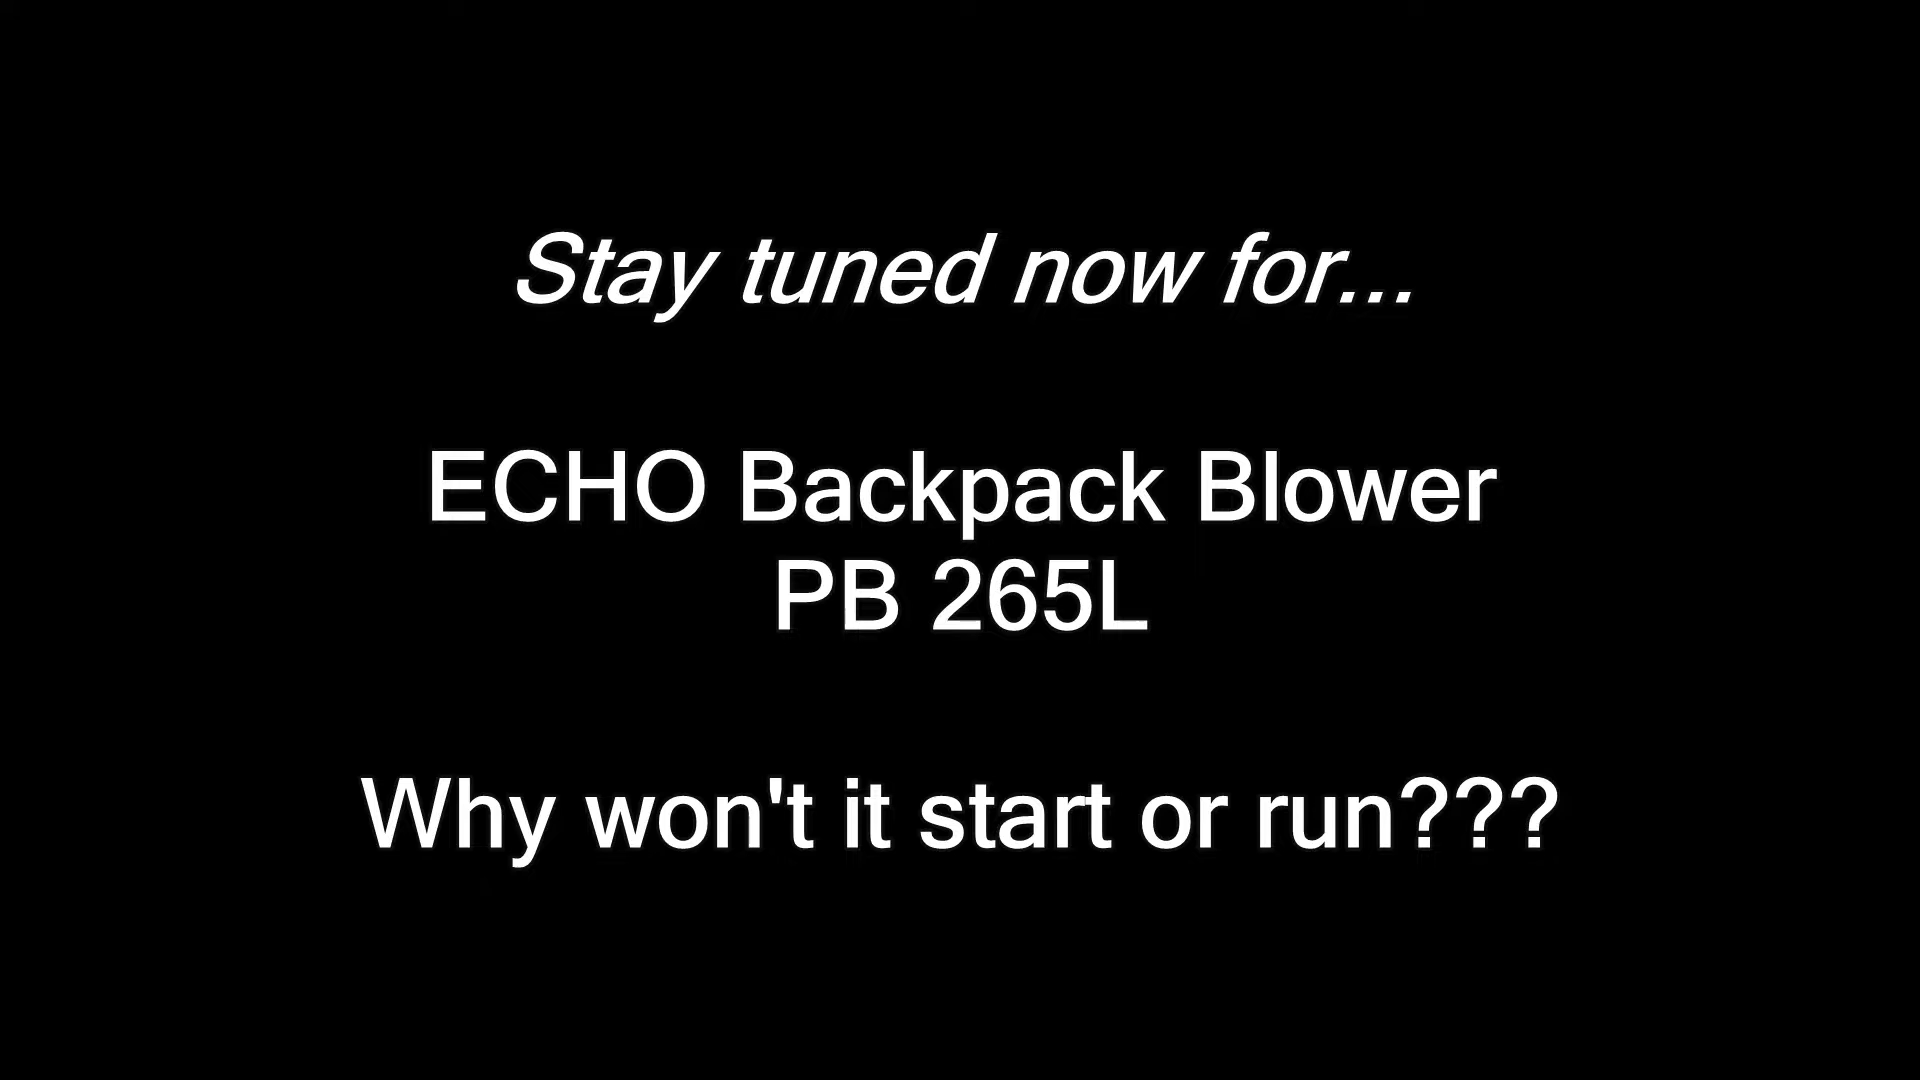 Stay tuned now for...
ECHO Backpack Blower
PB 265L
Why won't it start or run???